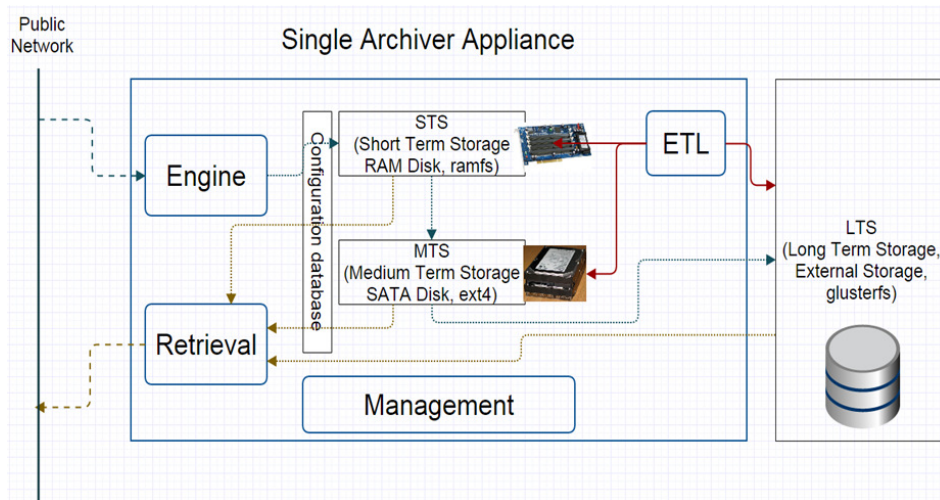 Public
Network
Single Archiver Appliance
Engine
Configuration database
STS
(Short Term Storage
RAM Disk, ramfs)
ETL
MTS
(Medium Term Storage
SATA Disk, ext4)
LTS
(Long Term Storage,
External Storage,
glusterfs)
Retrieval
Management